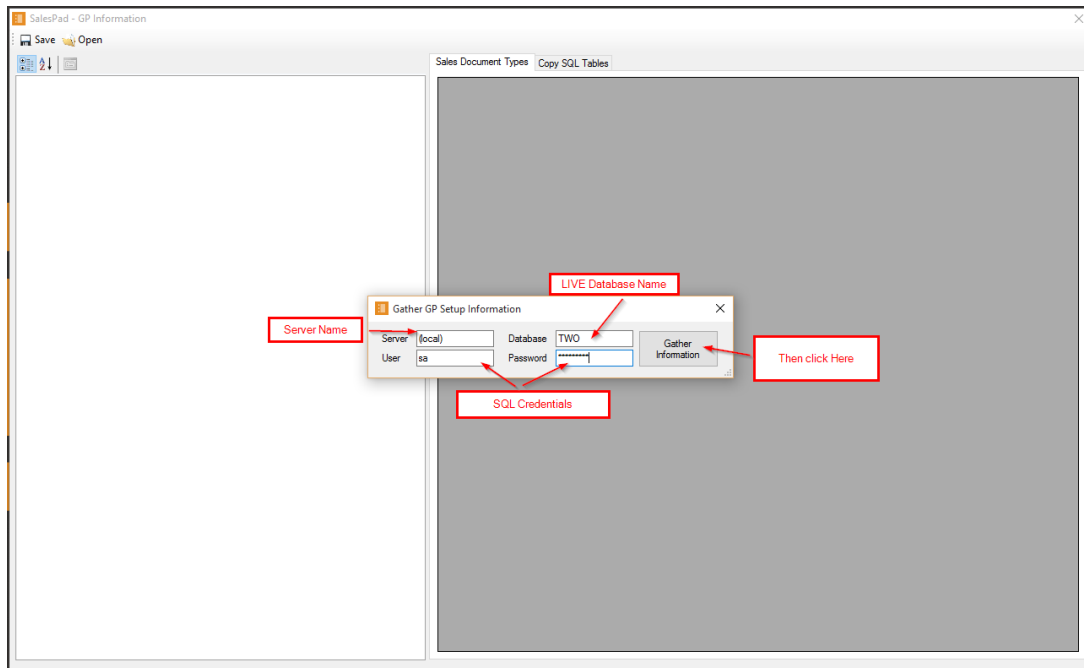 SalesPad - GP Information
Save Open
Sales Document Types Copy SQL Tables
LIVE Database Name
Gather GP Setup Information
Server Name
Server (local) Database TWO
Gather Information
User sa Password *********
Then click Here
SQL Credentials